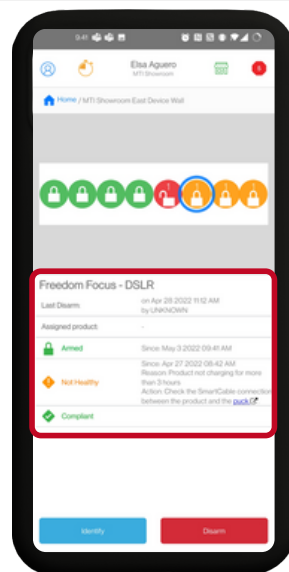 9:41
Elsa Aguero
MTI Showroom
6
Home / MTI Showroom East Device Wall
Freedom Focus - DSLR
Last Disarm
on Apr 28 2022 11:12 AM
by UNKNOWN
Assigned product:
-
Armed
Since: May 3 2022 09:41 AM
Not Healthy
Since: Apr 27 2022 08:42 AM
Reason: Product not charging for more
than 3 hours
Action: Check the SmartCable connection
between the product and the puck
Compliant
Identify
Disarm